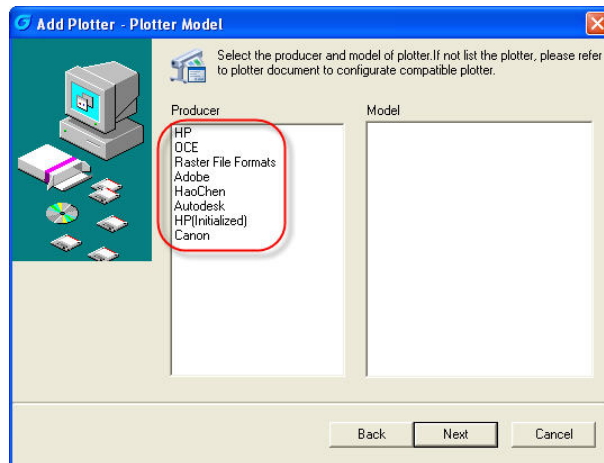 Add Plotter - Plotter Model
Select the producer and model of plotter.If not list the plotter, please refer
to plotter document to configurate compatible plotter.
Producer
Model
HP
OCE
Raster File Formats
Adobe
HaoChen
Autodesk
HP(Initialized)
Canon
Back
Next
Cancel